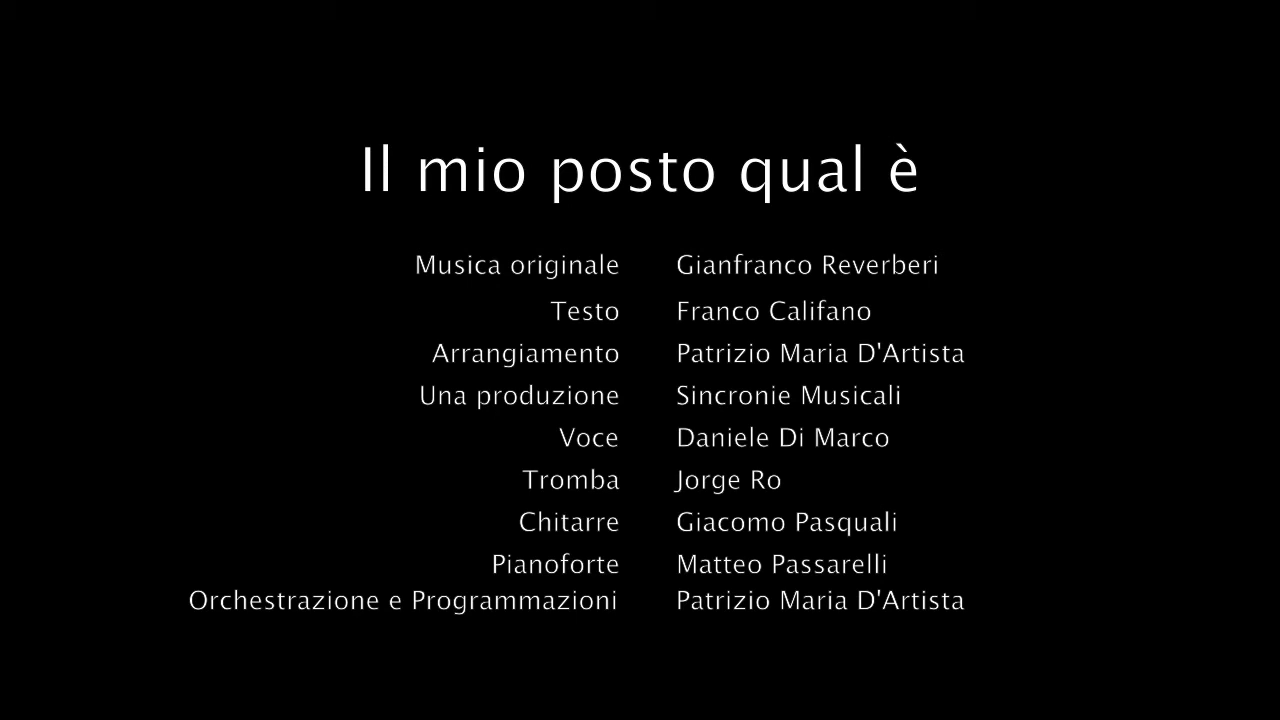 Il mio posto qual è
Musica originale Gianfranco Reverberi
Testo Franco Califano
Arrangiamento Patrizio Maria D'Artista
Una produzione Sincronie Musicali
Voce Daniele Di Marco
Tromba Jorge Ro
Chitarre Giacomo Pasquali
Pianoforte Matteo Passarelli
Orchestrazione e Programmazioni Patrizio Maria D'Artista